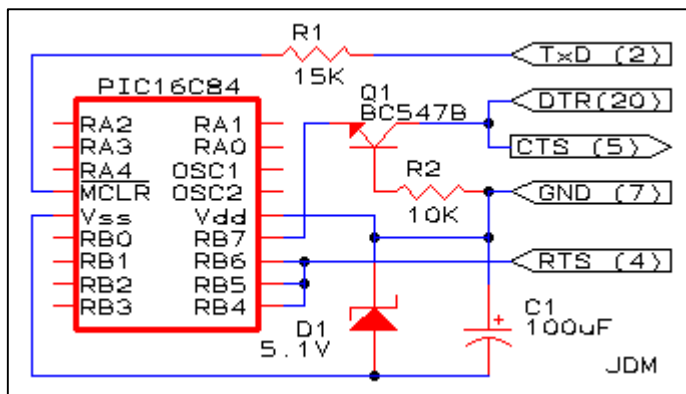 R1
15K
TxD (2)
PIC16C84
Q1
BC547B
DTR(20)
CTS (5)
RA2 RA1
RA3 RA0
RA4 OSC1
MCLR OSC2
Vss Vdd
RB0 RB7
RB1 RB6
RB2 RB5
RB3 RB4
R2
10K
GND (7)
RTS (4)
D1
5.1V
+
C1
100uF
JDM